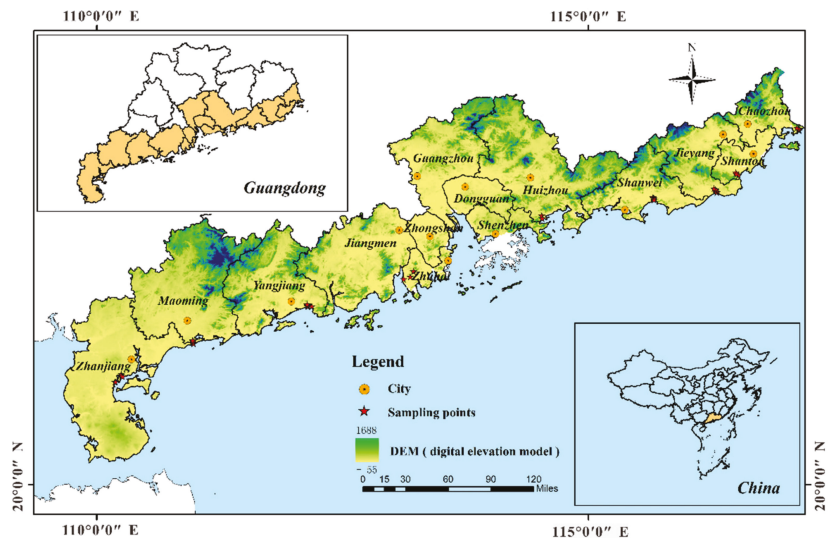 110°0′0″ E
115°0′0″ E
N
Guangdong
Chaozhou
Jieyang
Shantou
Guangzhou
Huizhou
Shanwei
Dongguan
Zhongshan
Shenzhen
Jiangmen
Zhuhai
Yangjiang
Maoming
Zhanjiang
Legend
City
Sampling points
1688
- 55
DEM ( digital elevation model )
0 15 30 60 90 120
Miles
China
20°0′0″ N
20°0′0″ N
110°0′0″ E
115°0′0″ E